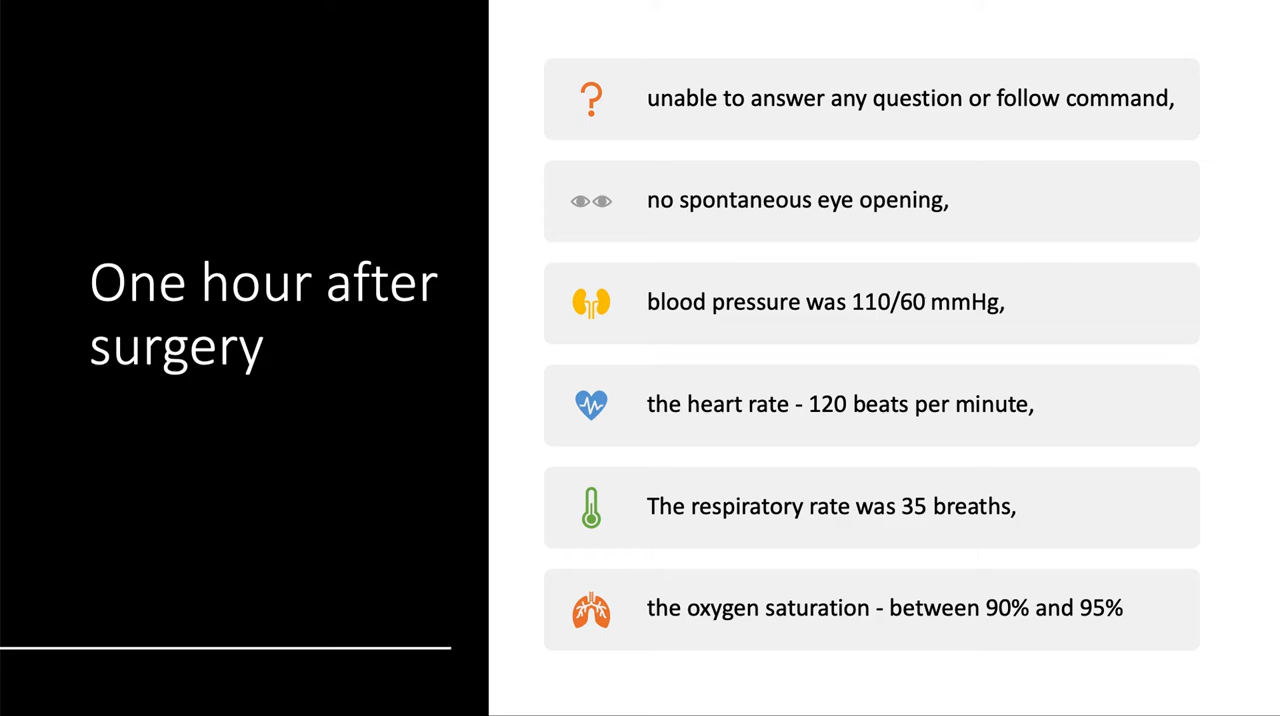 One hour after
surgery
unable to answer any question or follow command,
no spontaneous eye opening,
blood pressure was 110/60 mmHg,
the heart rate - 120 beats per minute,
The respiratory rate was 35 breaths,
the oxygen saturation - between 90% and 95%